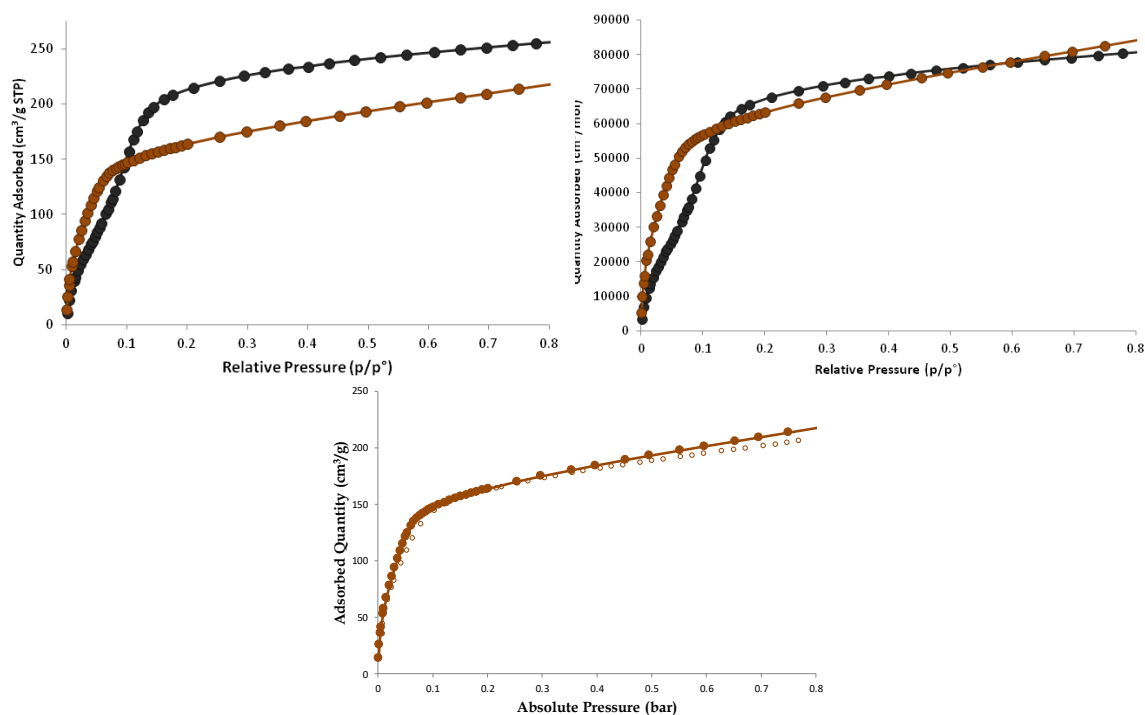 Quantity Adsorbed (cm³/g STP)
250
200
150
100
50
0
0 0.1 0.2 0.3 0.4 0.5 0.6 0.7 0.8
Relative Pressure (p/p°)
Quantity Adsorbed (cm³/mol)
90000
80000
70000
60000
50000
40000
30000
20000
10000
0
0 0.1 0.2 0.3 0.4 0.5 0.6 0.7 0.8
Relative Pressure (p/p°)
Adsorbed Quantity (cm³/g)
250
200
150
100
50
0
0 0.1 0.2 0.3 0.4 0.5 0.6 0.7 0.8
Absolute Pressure (bar)